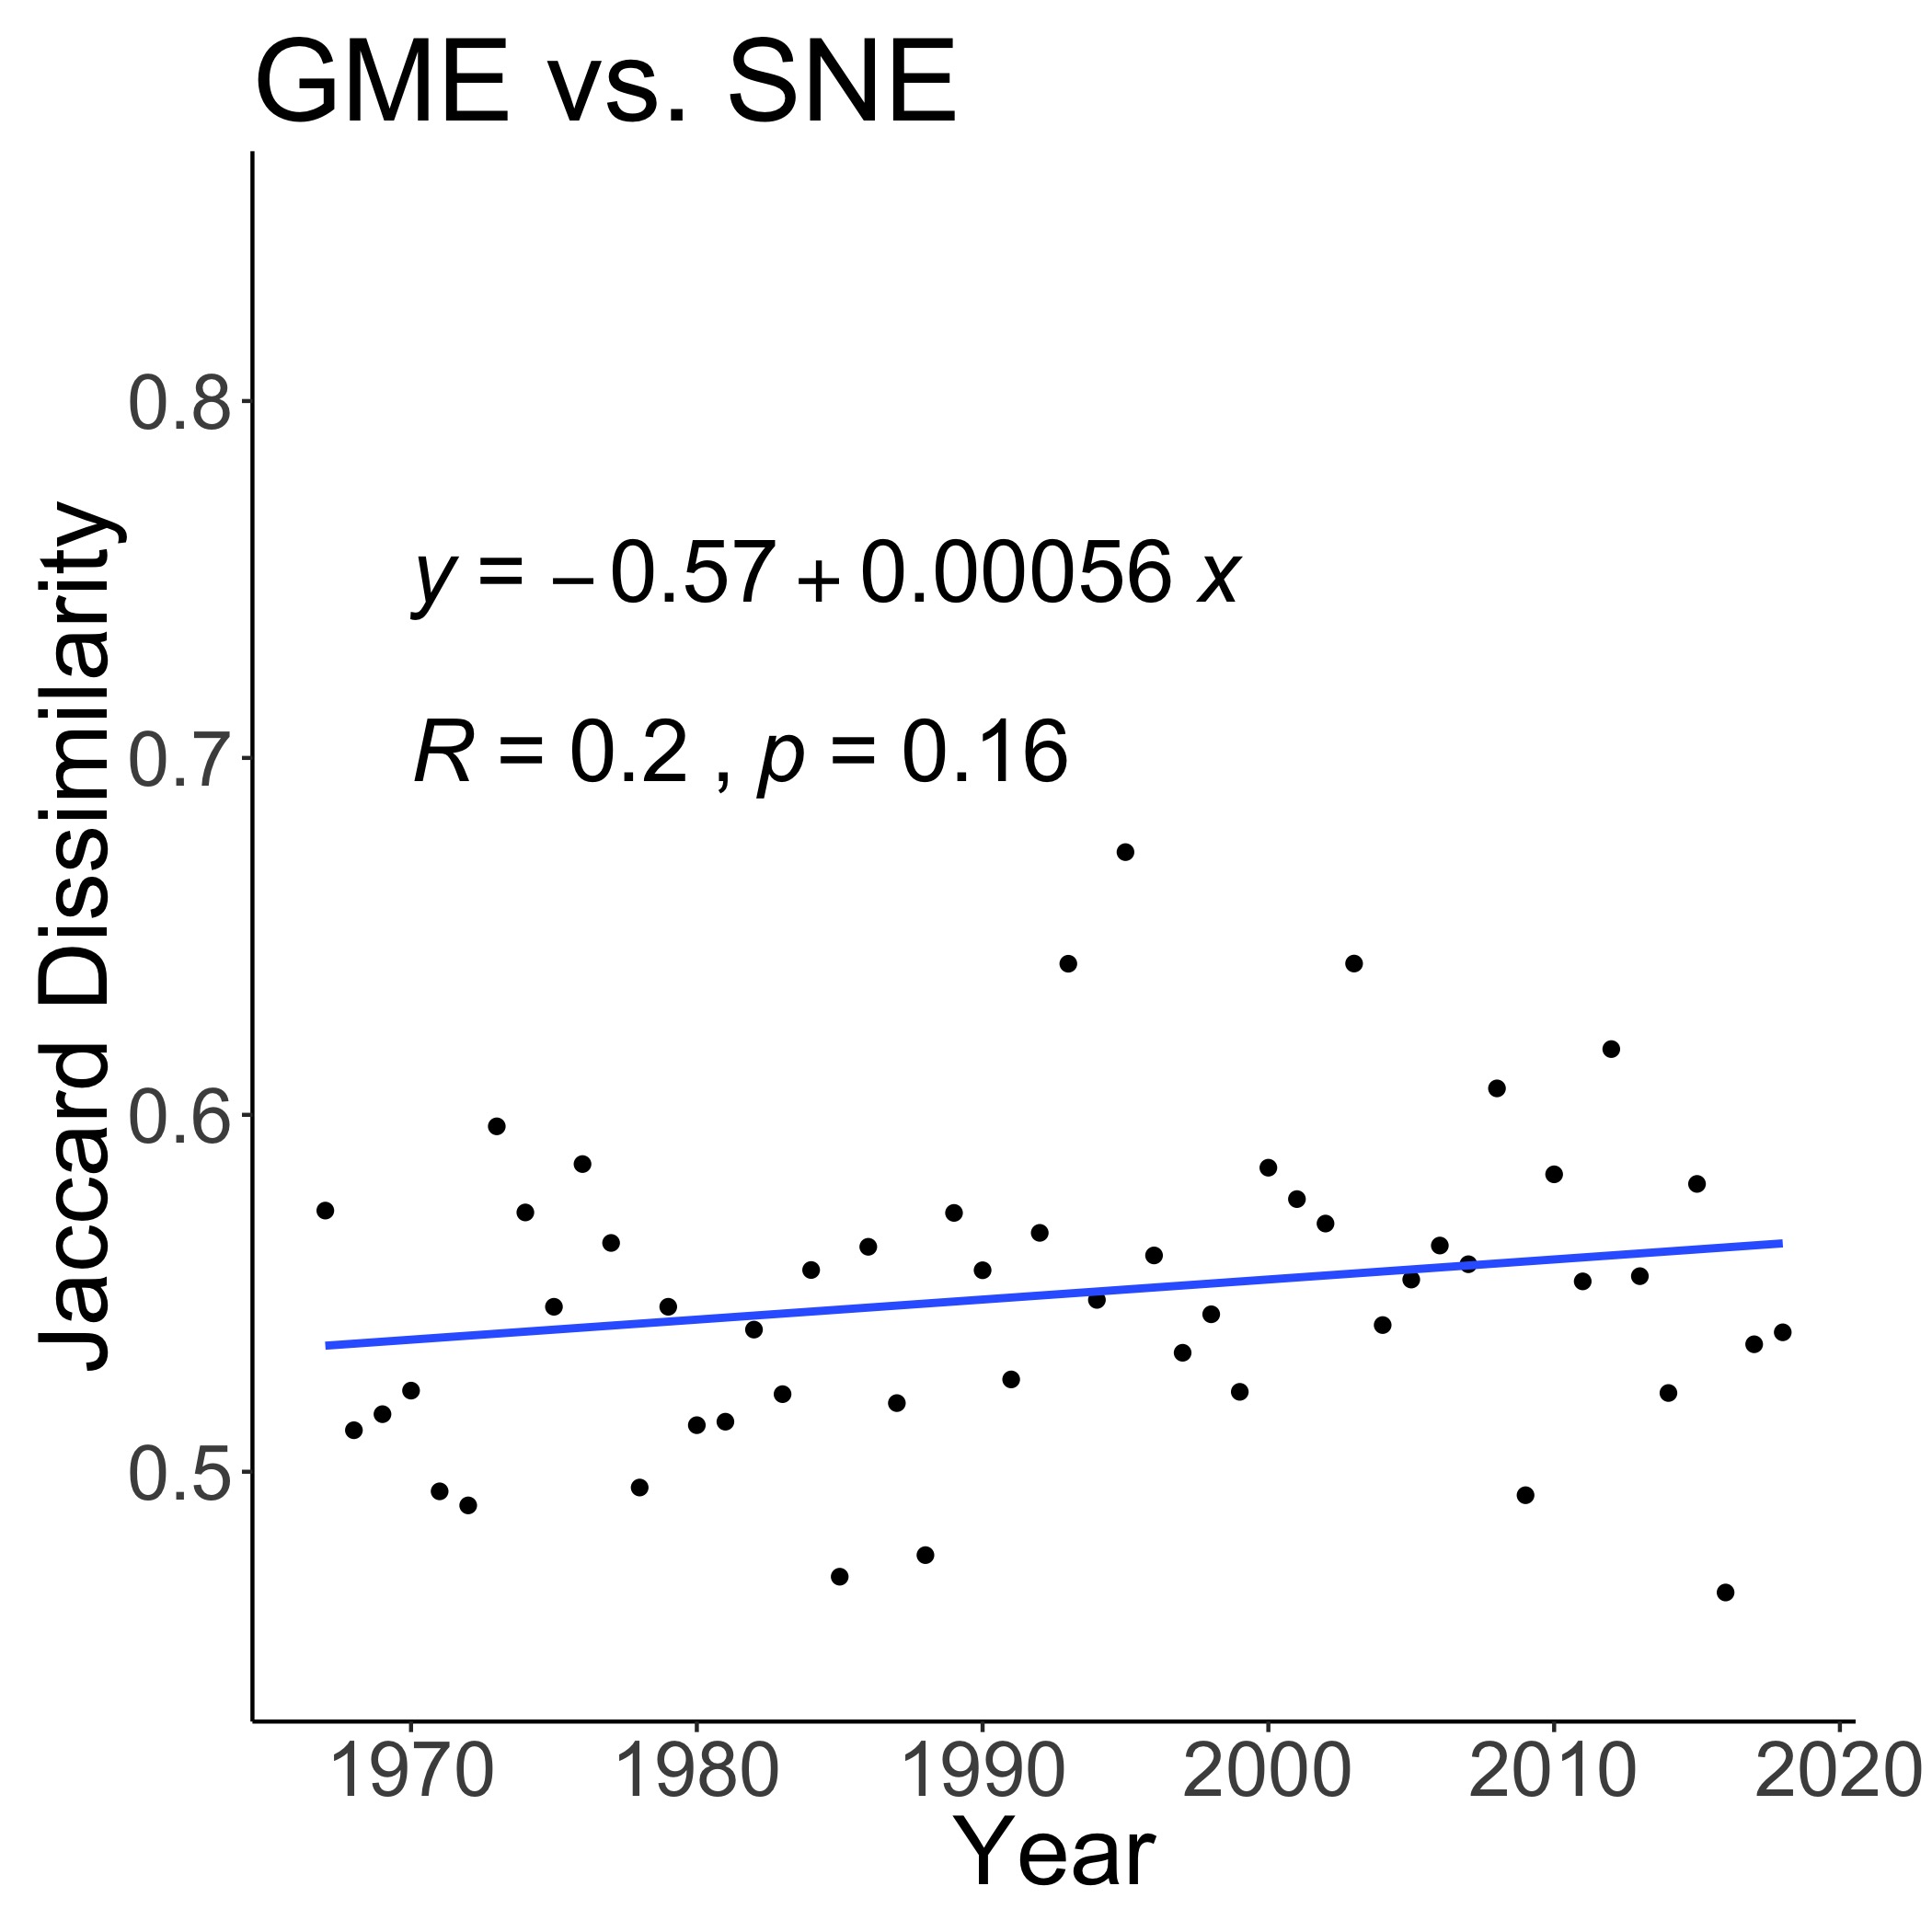 GME vs. SNE
0.8
y = −0.57 + 0.00056 x
R = 0.2 , p = 0.16
0.7
0.6
0.5
Jaccard Dissimilarity
1970 1980 1990 2000 2010 2020
Year